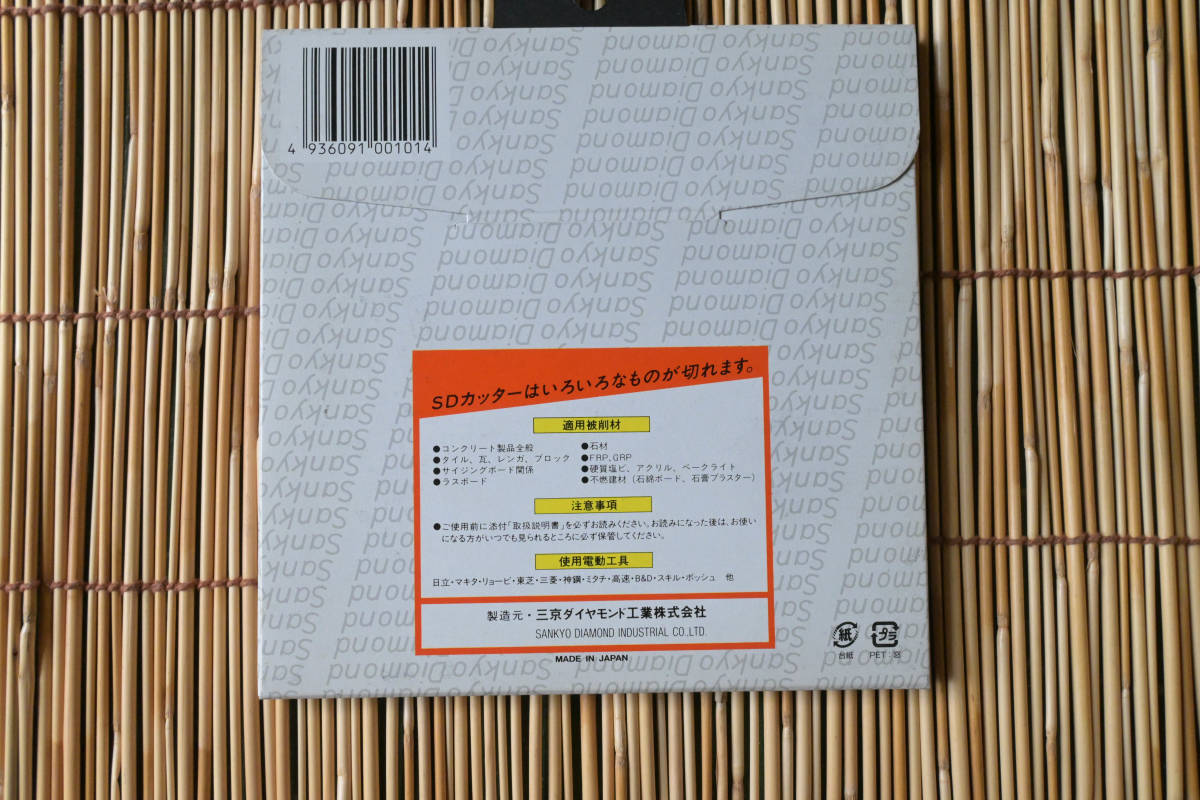 4 936091 001014
Sankyo Diamond
SDカッターはいろいろなものが切れます。
適用被削材
●コンクリート製品全般
●タイル、瓦、レンガ、ブロック
●サイジングボード関係
●ラスボード
●石材
●FRP、GRP
●硬質塩ビ、アクリル、ベークライト
●不燃建材（石綿ボード、石膏プラスター）
注意事項
●ご使用前に添付「取扱説明書」を必ずお読みください。お読みになった後は、お使い
になる方がいつでも見られるところに必ず保管してください。
使用電動工具
日立・マキタ・リョービ・東芝・三菱・神鋼・ミタチ・高速・B&D・スキル・ボッシュ 他
製造元・三京ダイヤモンド工業株式会社
SANKYO DIAMOND INDUSTRIAL CO.,LTD.
MADE IN JAPAN
紙
台紙
プラ
PET: